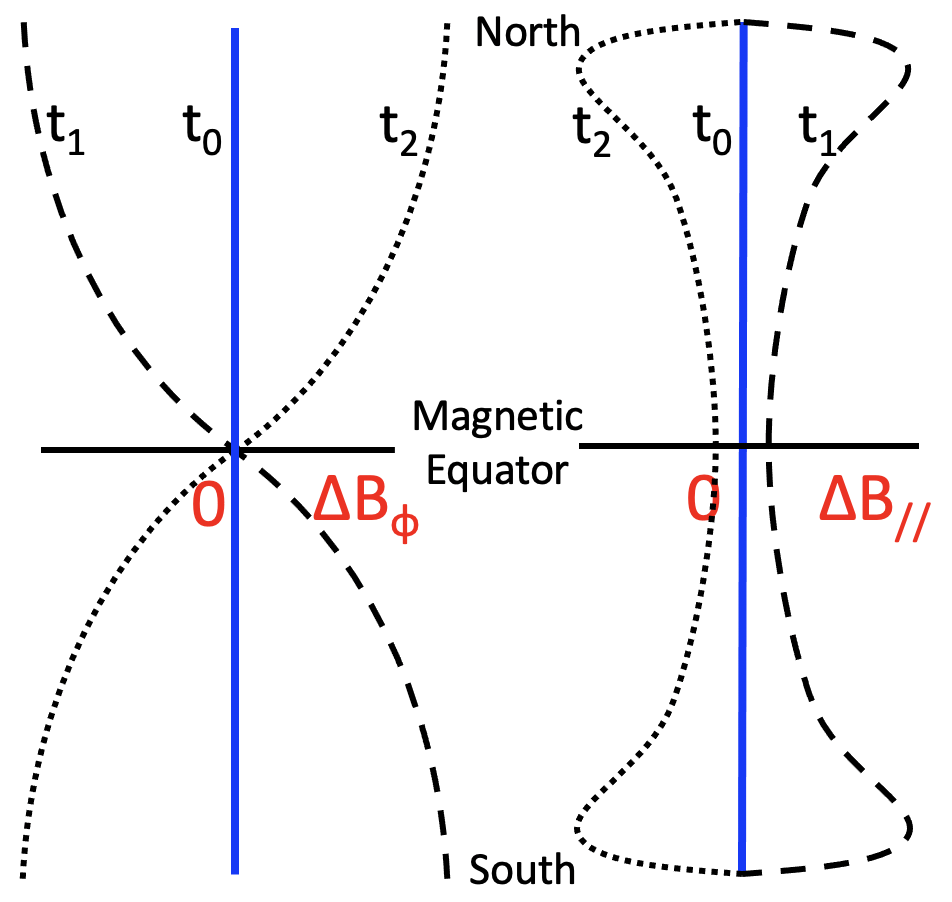 North
t₁ t₀ t₂
t₂ t₀ t₁
Magnetic
Equator
0 ΔBϕ
0 ΔB//
South